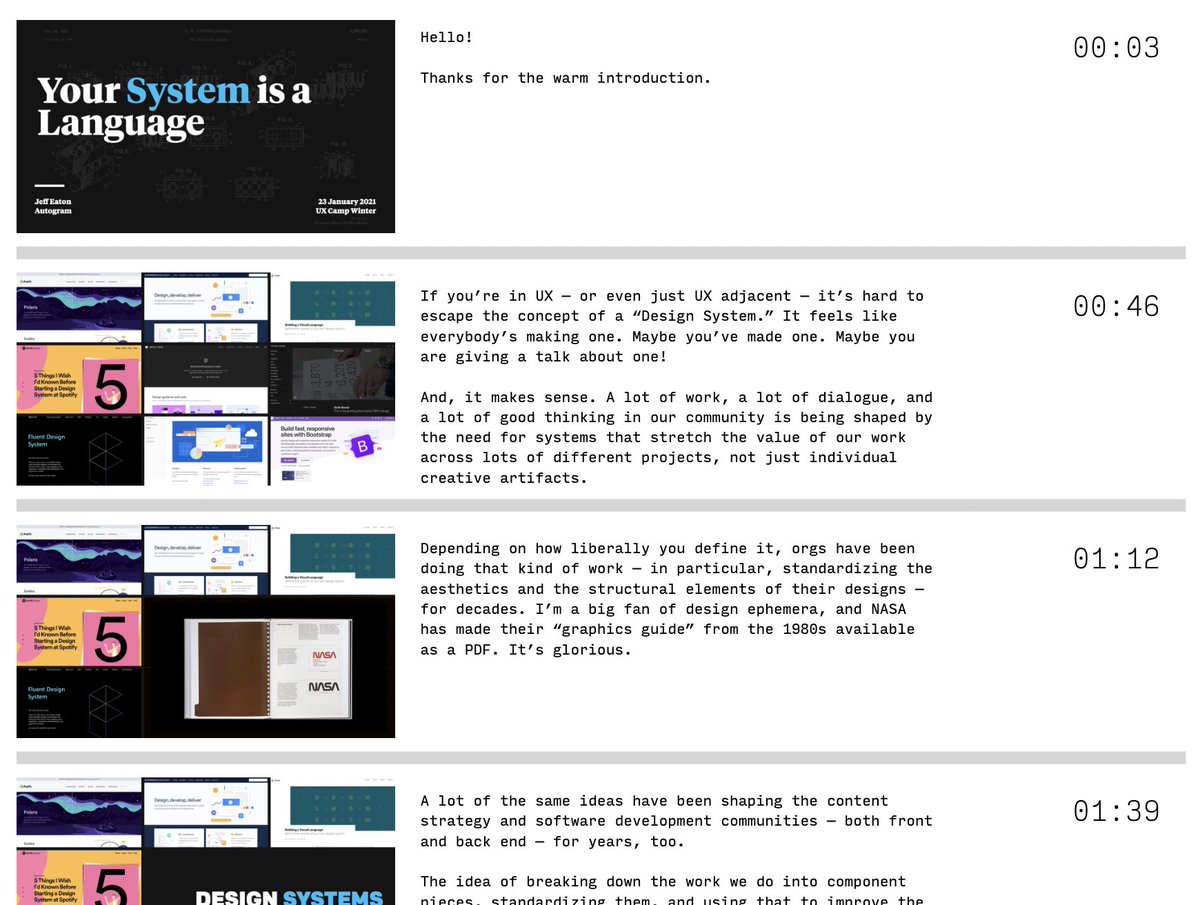 Your System is a
Language
Jeff Eaton
Autogram
23 January 2021
UX Camp Winter
Hello!
Thanks for the warm introduction.
00:03
Polaris
Design, develop, deliver
Building a Visual Language
5 Things I Wish
I'd Known Before
Starting a Design
System at Spotify
5
Fluent Design
System
Build fast, responsive
sites with Bootstrap
B
If you’re in UX – or even just UX adjacent – it’s hard to
escape the concept of a “Design System.” It feels like
everybody’s making one. Maybe you’ve made one. Maybe you
are giving a talk about one!
And, it makes sense. A lot of work, a lot of dialogue, and
a lot of good thinking in our community is being shaped by
the need for systems that stretch the value of our work
across lots of different projects, not just individual
creative artifacts.
00:46
Polaris
Design, develop, deliver
Building a Visual Language
5 Things I Wish
I'd Known Before
Starting a Design
System at Spotify
5
NASA
NASA
Fluent Design
System
Depending on how liberally you define it, orgs have been
doing that kind of work – in particular, standardizing the
aesthetics and the structural elements of their designs –
for decades. I’m a big fan of design ephemera, and NASA
has made their “graphics guide” from the 1980s available
as a PDF. It’s glorious.
01:12
Polaris
Design, develop, deliver
Building a Visual Language
5 Things I Wish
I'd Known Before
Starting a Design
System at Spotify
5
DESIGN SYSTEMS
A lot of the same ideas have been shaping the content
strategy and software development communities – both front
and back end – for years, too.
The idea of breaking down the work we do into component
pieces, standardizing them, and using that to improve the
01:39